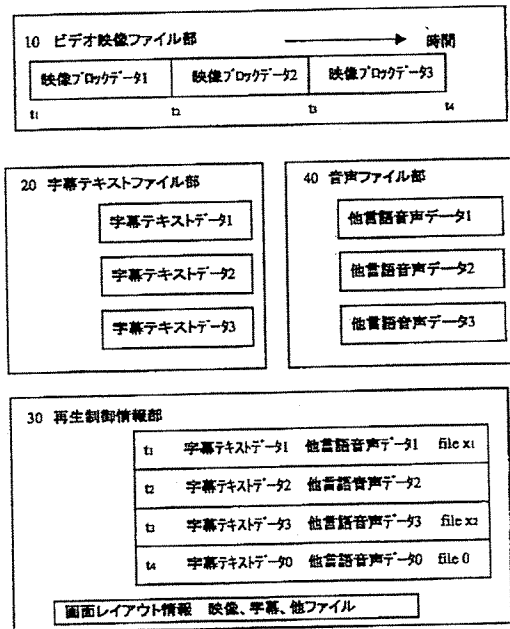 10 ビデオ映像ファイル部 時間
映像ブロックデータ1 映像ブロックデータ2 映像ブロックデータ3
t1 t2 t3 t4
20 字幕テキストファイル部
字幕テキストデータ1
字幕テキストデータ2
字幕テキストデータ3
40 音声ファイル部
他言語音声データ1
他言語音声データ2
他言語音声データ3
30 再生制御情報部
t1 字幕テキストデータ1 他言語音声データ1 file x1
t2 字幕テキストデータ2 他言語音声データ2
t3 字幕テキストデータ3 他言語音声データ3 file x2
t4 字幕テキストデータ0 他言語音声データ0 file 0
画面レイアウト情報 映像、字幕、他ファイル